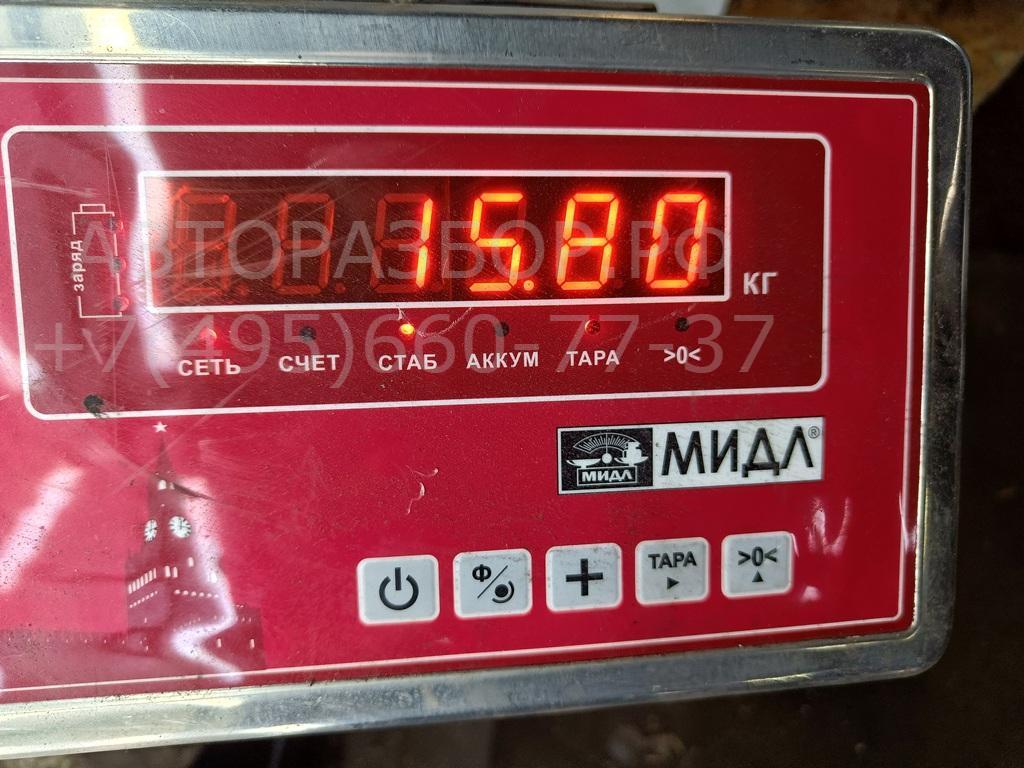 15.80
кг
заряд
АВТОРАЗБОР.РФ
+7(495)660-77-37
СЕТЬ СЧЕТ СТАБ АККУМ ТАРА >0<
МИДЛ МИДЛ®
Ф ТАРА >0<